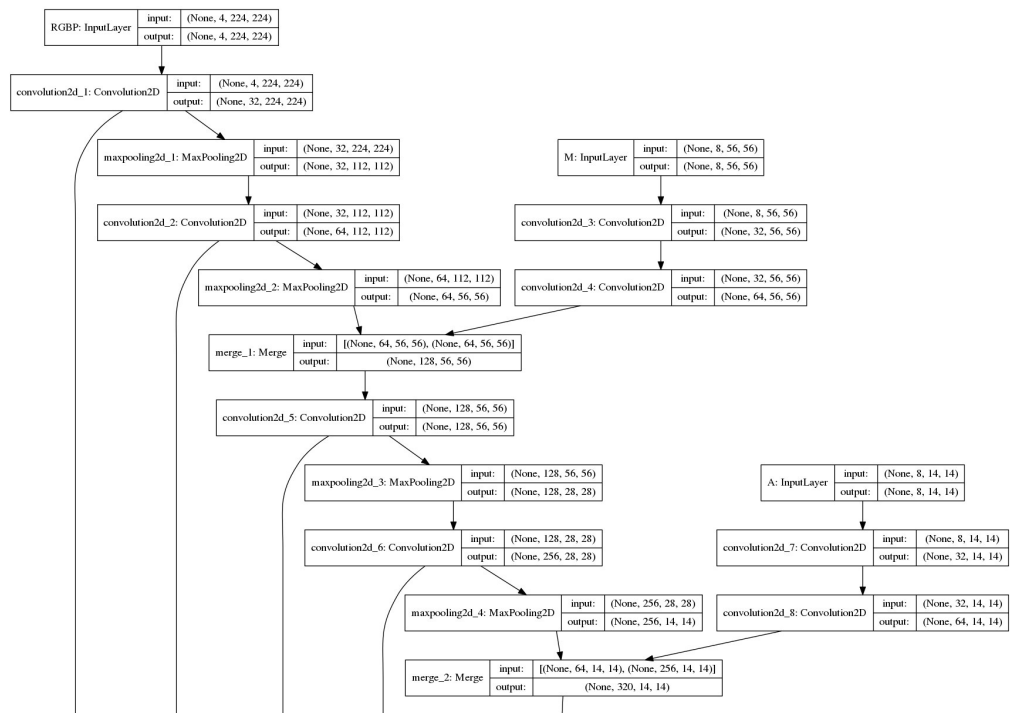 RGBP: InputLayer
input: (None, 4, 224, 224)
output: (None, 4, 224, 224)
convolution2d_1: Convolution2D
input: (None, 4, 224, 224)
output: (None, 32, 224, 224)
maxpooling2d_1: MaxPooling2D
input: (None, 32, 224, 224)
output: (None, 32, 112, 112)
M: InputLayer
input: (None, 8, 56, 56)
output: (None, 8, 56, 56)
convolution2d_2: Convolution2D
input: (None, 32, 112, 112)
output: (None, 64, 112, 112)
convolution2d_3: Convolution2D
input: (None, 8, 56, 56)
output: (None, 32, 56, 56)
maxpooling2d_2: MaxPooling2D
input: (None, 64, 112, 112)
output: (None, 64, 56, 56)
convolution2d_4: Convolution2D
input: (None, 32, 56, 56)
output: (None, 64, 56, 56)
merge_1: Merge
input: [(None, 64, 56, 56), (None, 64, 56, 56)]
output: (None, 128, 56, 56)
convolution2d_5: Convolution2D
input: (None, 128, 56, 56)
output: (None, 128, 56, 56)
maxpooling2d_3: MaxPooling2D
input: (None, 128, 56, 56)
output: (None, 128, 28, 28)
A: InputLayer
input: (None, 8, 14, 14)
output: (None, 8, 14, 14)
convolution2d_6: Convolution2D
input: (None, 128, 28, 28)
output: (None, 256, 28, 28)
convolution2d_7: Convolution2D
input: (None, 8, 14, 14)
output: (None, 32, 14, 14)
maxpooling2d_4: MaxPooling2D
input: (None, 256, 28, 28)
output: (None, 256, 14, 14)
convolution2d_8: Convolution2D
input: (None, 32, 14, 14)
output: (None, 64, 14, 14)
merge_2: Merge
input: [(None, 64, 14, 14), (None, 256, 14, 14)]
output: (None, 320, 14, 14)